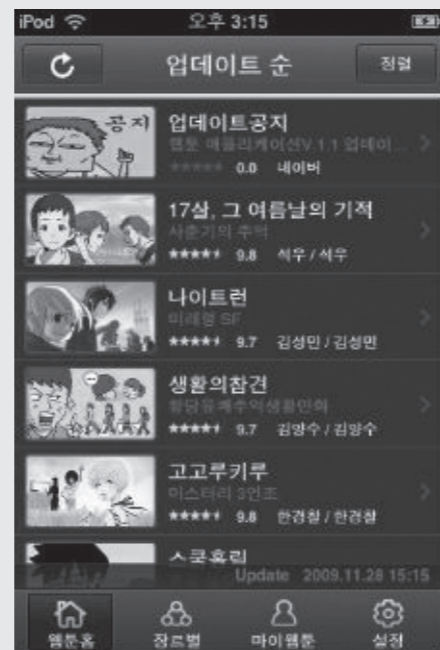 iPod 오후 3:15
업데이트 순 정렬
공지
업데이트공지
웹툰 애플리케이션V 1.1 업데이...
0.0 네이버
17살, 그 여름날의 기적
사춘기의 추억
9.8 석우 / 석우
나이트런
미래형 SF
9.7 김성민 / 김성민
생활의참견
9.7 김양수 / 김양수
고고루키루
미스터리 3인조
9.8 한경찰 / 한경찰
Update 2009.11.28 15:15
웹툰홈 장르별 마이웹툰 설정